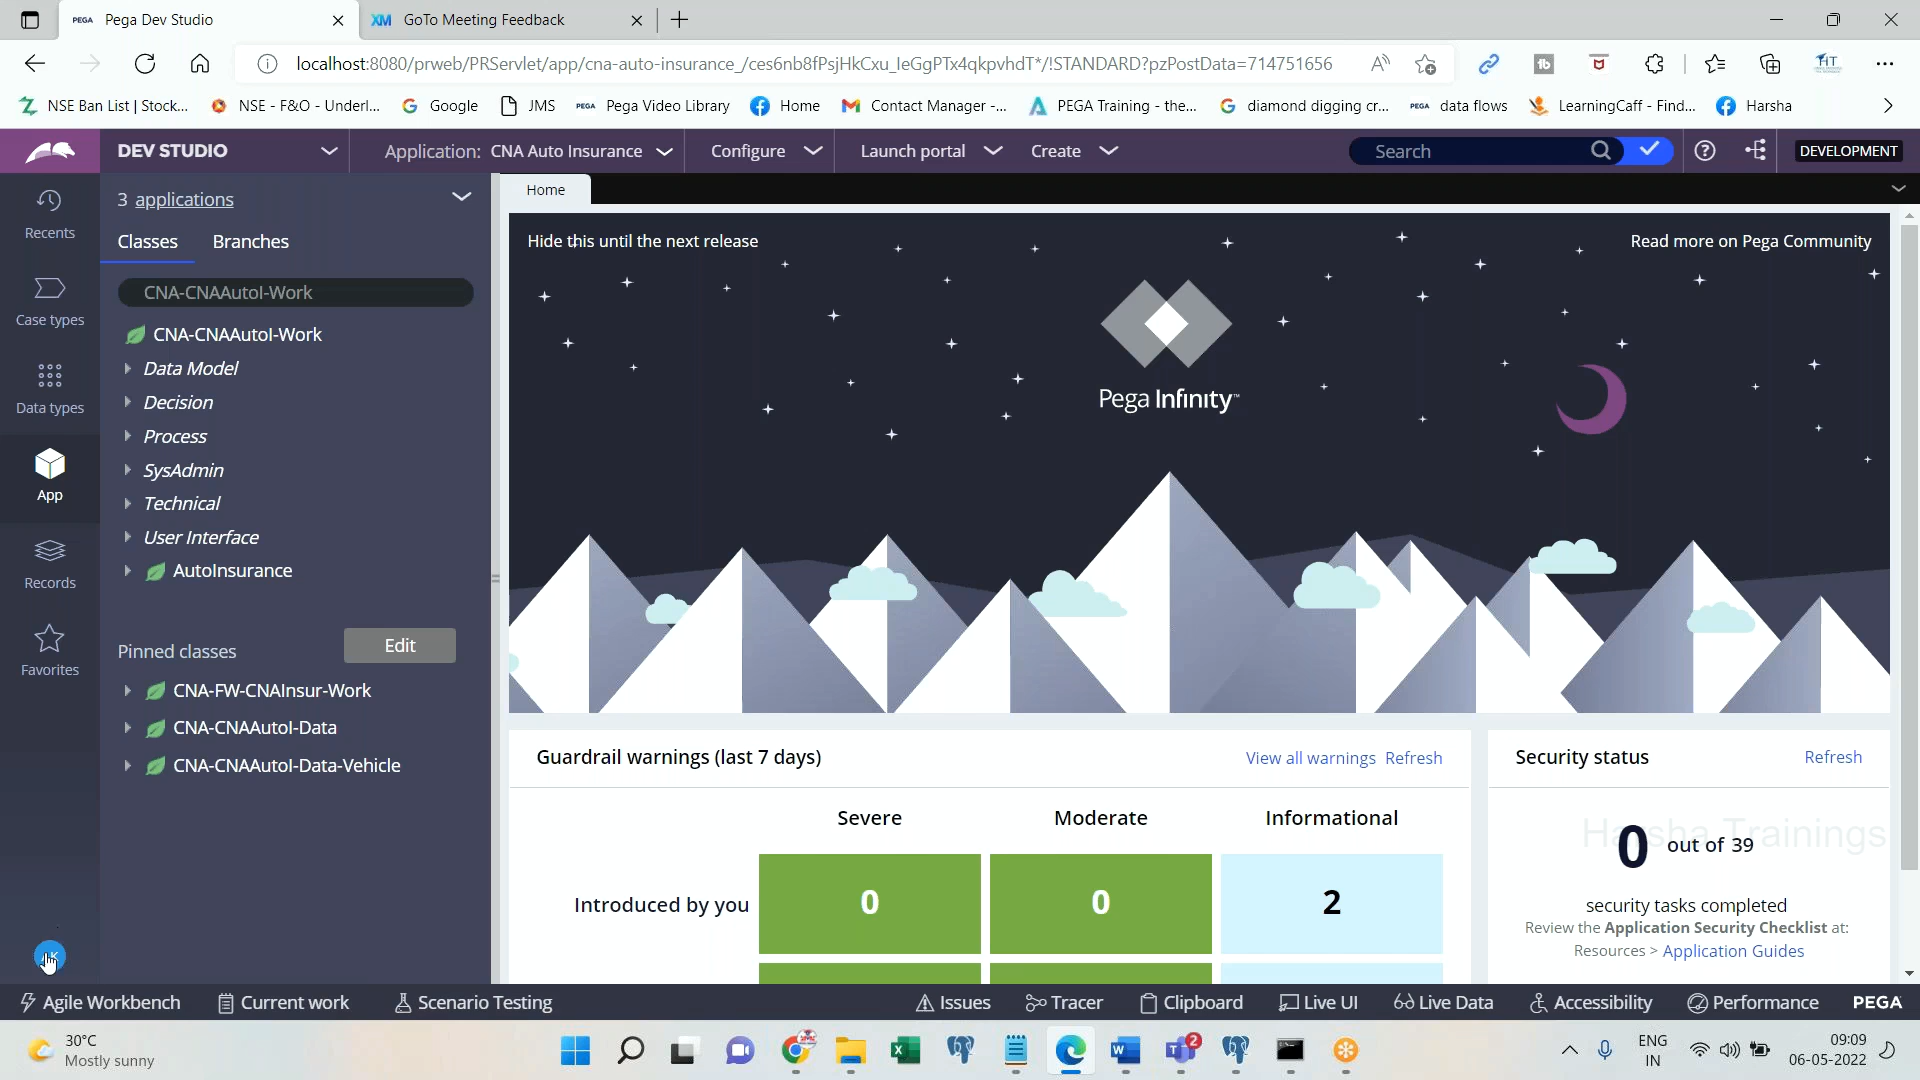 PEGA Pega Dev Studio
XM GoTo Meeting Feedback
localhost:8080/prweb/PRServlet/app/cna-auto-insurance_/ces6nb8fPsjHkCxu_IeGgPTx4qkpvhdT*/!STANDARD?pzPostData=714751656
NSE Ban List | Stock...
NSE - F&O - Underl...
Google
JMS
PEGA Pega Video Library
Home
Contact Manager -...
PEGA Training - the...
diamond digging cr...
PEGA data flows
LearningCaff - Find...
Harsha
DEV STUDIO
Application: CNA Auto Insurance
Configure
Launch portal
Create
Search
DEVELOPMENT
Recents
Case types
Data types
App
Records
Favorites
3 applications
Classes Branches
CNA-CNAAutoI-Work
CNA-CNAAutoI-Work
Data Model
Decision
Process
SysAdmin
Technical
User Interface
AutoInsurance
Pinned classes
Edit
CNA-FW-CNAInsur-Work
CNA-CNAAutoI-Data
CNA-CNAAutoI-Data-Vehicle
Home
Hide this until the next release
Read more on Pega Community
Pega Infinity™
Guardrail warnings (last 7 days)
View all warnings Refresh
Severe Moderate Informational
Introduced by you 0 0 2
Security status
Refresh
Harsha Trainings
0 out of 39
security tasks completed
Review the Application Security Checklist at:
Resources > Application Guides
Agile Workbench
Current work
Scenario Testing
Issues
Tracer
Clipboard
Live UI
Live Data
Accessibility
Performance
PEGA
30°C
Mostly sunny
2
ENG
IN
09:09
06-05-2022